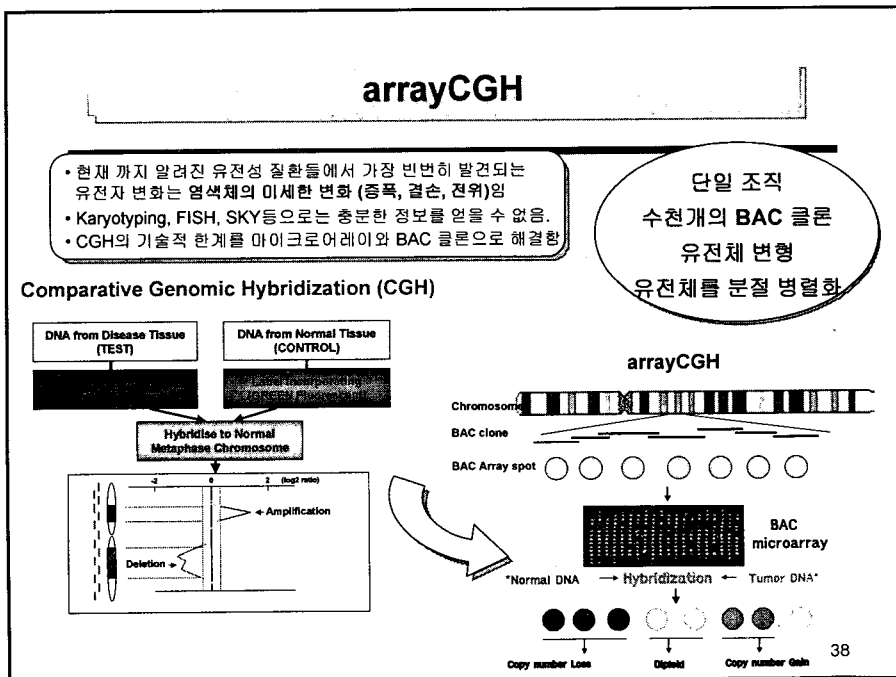 arrayCGH
• 현재 까지 알려진 유전성 질환들에서 가장 빈번히 발견되는
유전자 변화는 염색체의 미세한 변화 (증폭, 결손, 전위)임
• Karyotyping, FISH, SKY등으로는 충분한 정보를 얻을 수 없음.
• CGH의 기술적 한계를 마이크로어레이와 BAC 클론으로 해결함
단일 조직
수천개의 BAC 클론
유전체 변형
유전체를 분절 병렬화
Comparative Genomic Hybridization (CGH)
DNA from Disease Tissue
(TEST)
DNA from Normal Tissue
(CONTROL)
Hybridise to Normal
Metaphase Chromosome
-2 0 2 (log2 ratio)
Amplification
Deletion
arrayCGH
Chromosome
BAC clone
BAC Array spot
BAC
microarray
*Normal DNA
Hybridization
Tumor DNA*
Copy number Loss
Diploid
Copy number Gain
38